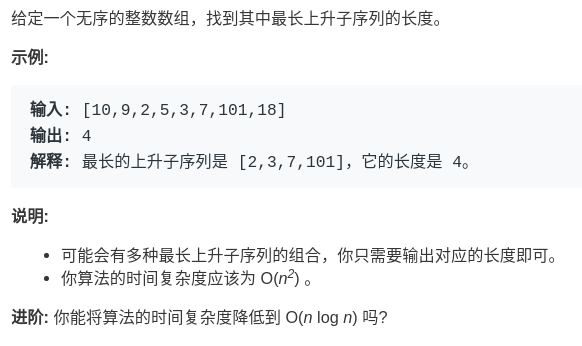 给定一个无序的整数数组，找到其中最长上升子序列的长度。
示例:
输入: [10,9,2,5,3,7,101,18]
输出: 4
解释: 最长的上升子序列是 [2,3,7,101]，它的长度是 4。
说明:
• 可能会有多种最长上升子序列的组合，你只需要输出对应的长度即可。
• 你算法的时间复杂度应该为 O(n²) 。
进阶: 你能将算法的时间复杂度降低到 O(n log n) 吗?